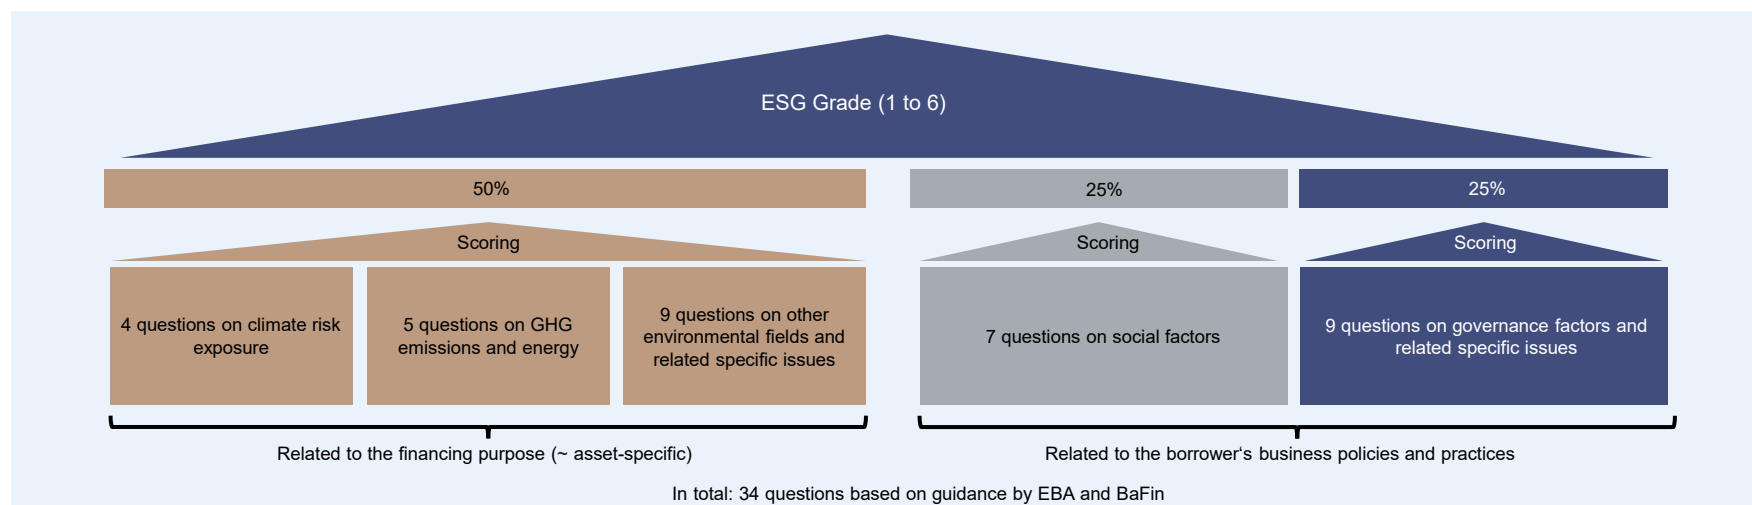 ESG Grade (1 to 6)
50%
25%
25%
Scoring
Scoring
Scoring
4 questions on climate risk
exposure
5 questions on GHG
emissions and energy
9 questions on other
environmental fields and
related specific issues
7 questions on social factors
9 questions on governance factors and
related specific issues
Related to the financing purpose (~ asset-specific)
Related to the borrower‘s business policies and practices
In total: 34 questions based on guidance by EBA and BaFin